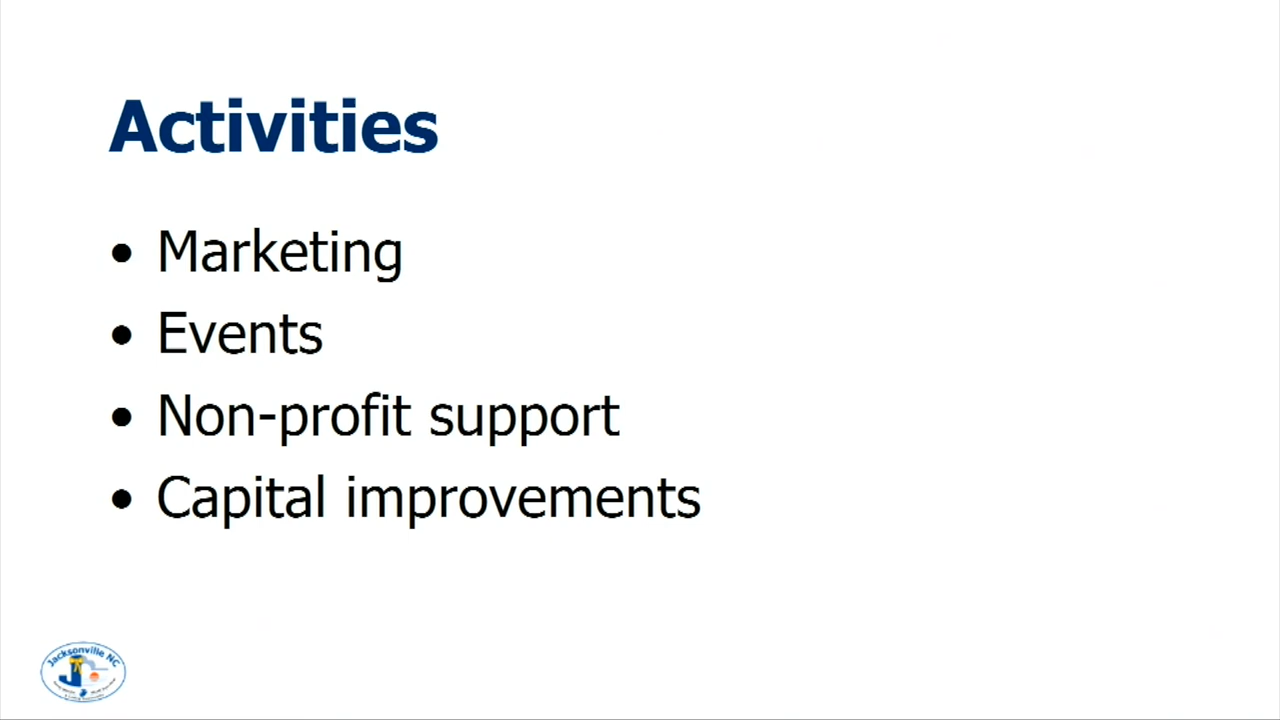 Activities
• Marketing
• Events
• Non-profit support
• Capital improvements
Jacksonville NC